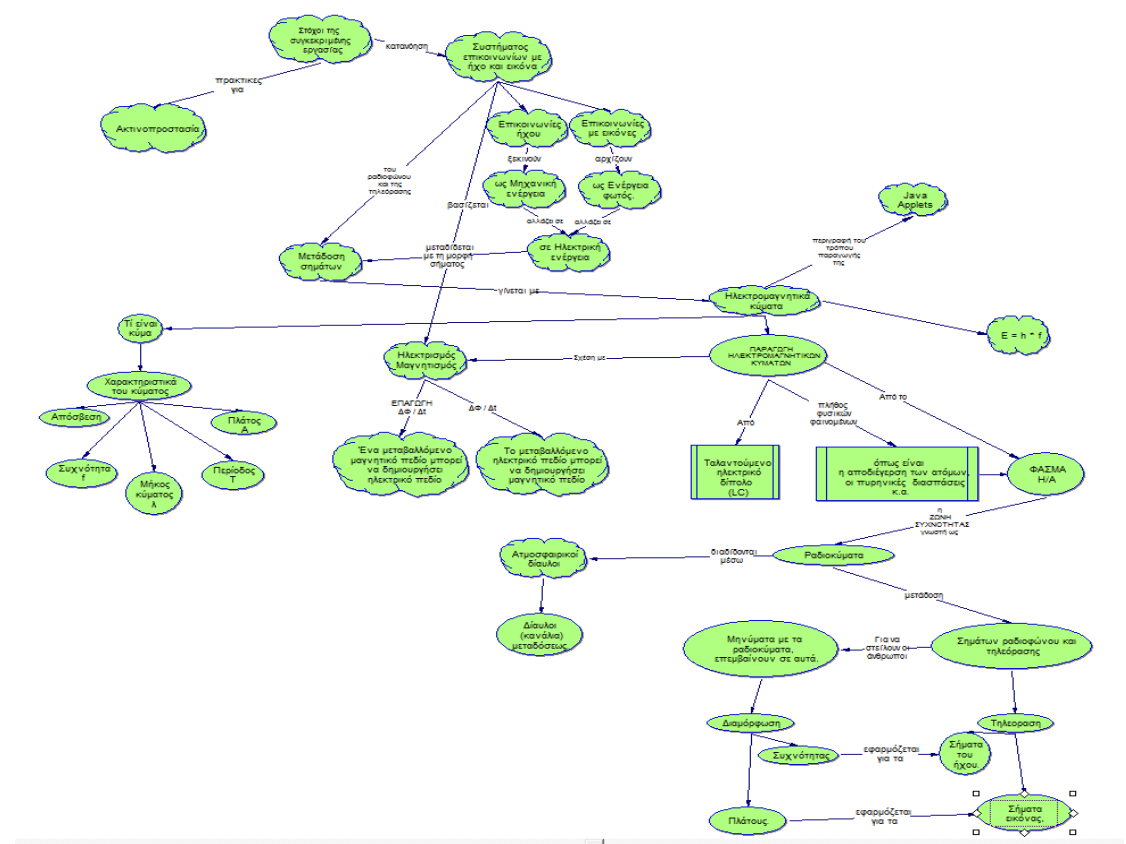 Στόχοι της
συγκεκριμένης
εργασίας
κατανόηση
Συστήματος
επικοινωνίων με
ήχο και εικόνα
πρακτικες
για
Ακτινοπροστασία
Επικοινωνίες
ήχου
Επικοινωνίες
με εικόνες
ξεκινούν
αρχίζουν
του
ραδιοφώνου
και της
τηλεόρασης
ως Μηχανική
ενέργεια
ως Ενέργεια
φωτός.
βασίζεται
αλλάζει σε
αλλάζει σε
Java
Applets
Μετάδοση
σημάτων
μεταδίδεται
με τη μορφή
σήματος
σε Ηλεκτρική
ενέργεια
περιγραφή του
τρόπου
παραγωγής
της
γίνεται με
Ηλεκτρομαγνητικά
κύματα
Τί είναι
κύμα
E = h * f
Ηλεκτρισμός
Μαγνητισμός
Σχέση με
ΠΑΡΑΓΩΓΗ
ΗΛΕΚΤΡΟΜΑΓΝΗΤΙΚΩΝ
ΚΥΜΑΤΩΝ
Χαρακτηριστικά
του κύματος
Απόσβεση
Πλάτος
Α
ΕΠΑΓΩΓΗ
ΔΦ / Δt
ΔΦ / Δt
Από
πλήθος
φυσικών
φαινομένων
Από το
Συχνότητα
f
Μήκος
κύματος
λ
Περίοδος
Τ
Ένα μεταβαλλόμενο
μαγνητικό πεδίο μπορεί
να δημιουργήσει
ηλεκτρικό πεδίο
Το μεταβαλλόμενο
ηλεκτρικό πεδίο μπορεί
να δημιουργήσει
μαγνητικό πεδίο
Ταλαντούμενο
ηλεκτρικό
δίπολο
(LC)
όπως είναι
η αποδιέγερση των ατόμων,
οι πυρηνικές διασπάσεις
κ.α.
ΦΑΣΜΑ
Η/Α
η
ΖΩΝΗ
ΣΥΧΝΟΤΗΤΑΣ
γνωστή ως
Ατμοσφαιρικοί
δίαυλοι
διαδίδονται
μέσω
Ραδιοκύματα
Δίαυλοι
(κανάλια)
μεταδόσεως
μετάδοση
Μηνύματα με τα
ραδιοκύματα,
επεμβαίνουν σε αυτά.
Για να
στείλουν οι
άνθρωποι
Σημάτων ραδιοφώνου και
τηλεόρασης
Διαμόρφωση
Τηλεοραση
Συχνότητας
εφαρμόζεται
για τα
Σήματα
του
ήχου.
Πλάτους
εφαρμόζεται
για τα
Σήματα
εικόνας,